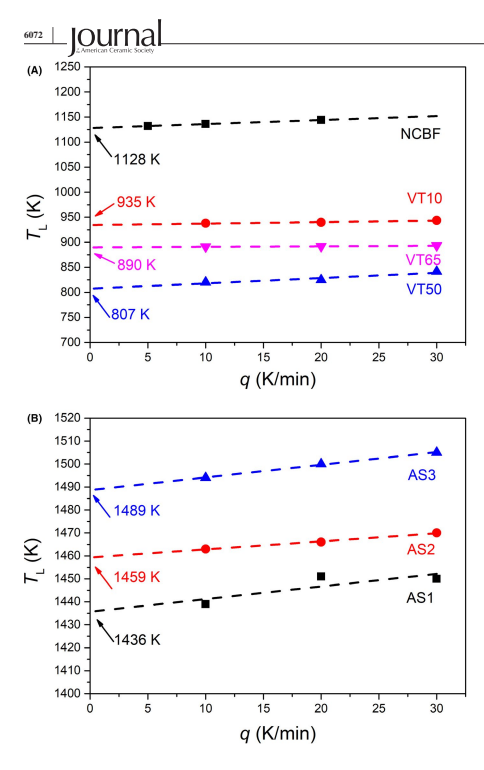 6072
Journal
American Ceramic Society
(A)
1250
1200
1150
1100
1050
1000
950
900
850
800
750
700
T_L (K)
NCBF
1128 K
935 K
VT10
890 K
VT65
807 K
VT50
0 5 10 15 20 25 30
q (K/min)
(B)
1520
1510
1500
1490
1480
1470
1460
1450
1440
1430
1420
1410
1400
T_L (K)
AS3
1489 K
AS2
1459 K
AS1
1436 K
0 5 10 15 20 25 30
q (K/min)